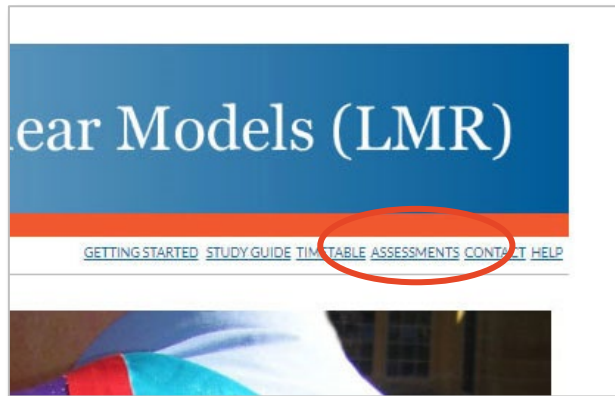 ear Models (LMR)
GETTING STARTED STUDY GUIDE TIMETABLE ASSESSMENTS CONTACT HELP